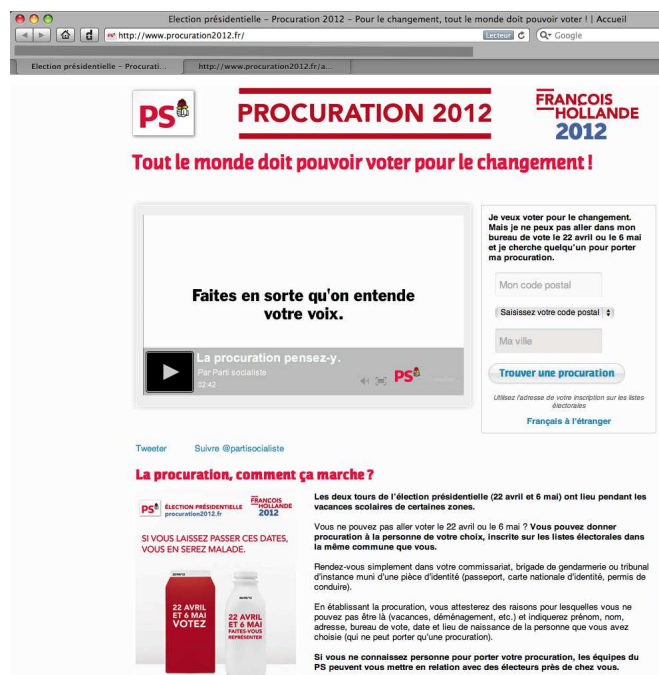 Election présidentielle – Procuration 2012 – Pour le changement, tout le monde doit pouvoir voter ! | Accueil
http://www.procuration2012.fr/
Lecteur
Google
Election présidentielle – Procurati...
http://www.procuration2012.fr/a...
PS
PROCURATION 2012
FRANÇOIS
HOLLANDE
2012
Tout le monde doit pouvoir voter pour le changement !
Faites en sorte qu'on entende
votre voix.
La procuration pensez-y.
Par Parti socialiste
02:42
PS
Je veux voter pour le changement.
Mais je ne peux pas aller dans mon
bureau de vote le 22 avril ou le 6 mai
et je cherche quelqu'un pour porter
ma procuration.
Mon code postal
Saisissez votre code postal
Ma ville
Trouver une procuration
Utilisez l'adresse de votre inscription sur les listes
électorales
Français à l'étranger
Tweeter Suivre @partisocialiste
La procuration, comment ça marche ?
PS ÉLECTION PRÉSIDENTIELLE
procuration2012.fr
FRANÇOIS
HOLLANDE
2012
SI VOUS LAISSEZ PASSER CES DATES,
VOUS EN SEREZ MALADE.
22 AVRIL
ET 6 MAI
VOTEZ
22 AVRIL
ET 6 MAI
FAITES-VOUS
REPRÉSENTER
Les deux tours de l'élection présidentielle (22 avril et 6 mai) ont lieu pendant les
vacances scolaires de certaines zones.
Vous ne pouvez pas aller voter le 22 avril ou le 6 mai ? Vous pouvez donner
procuration à la personne de votre choix, inscrite sur les listes électorales dans
la même commune que vous.
Rendez-vous simplement dans votre commissariat, brigade de gendarmerie ou tribunal
d'instance muni d'une pièce d'identité (passeport, carte nationale d'identité, permis de
conduire).
En établissant la procuration, vous attesterez des raisons pour lesquelles vous ne
pouvez pas être là (vacances, déménagement, etc.) et indiquerez prénom, nom,
adresse, bureau de vote, date et lieu de naissance de la personne que vous avez
choisie (qui ne peut porter qu'une procuration).
Si vous ne connaissez personne pour porter votre procuration, les équipes du
PS peuvent vous mettre en relation avec des électeurs près de chez vous.